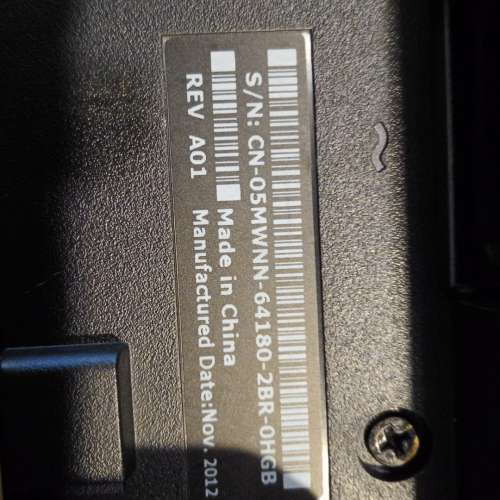 S/N: CN-05MWNN-64180-2BR-0HGB
REV A01
Made in China
Manufactured Date:Nov. 2012